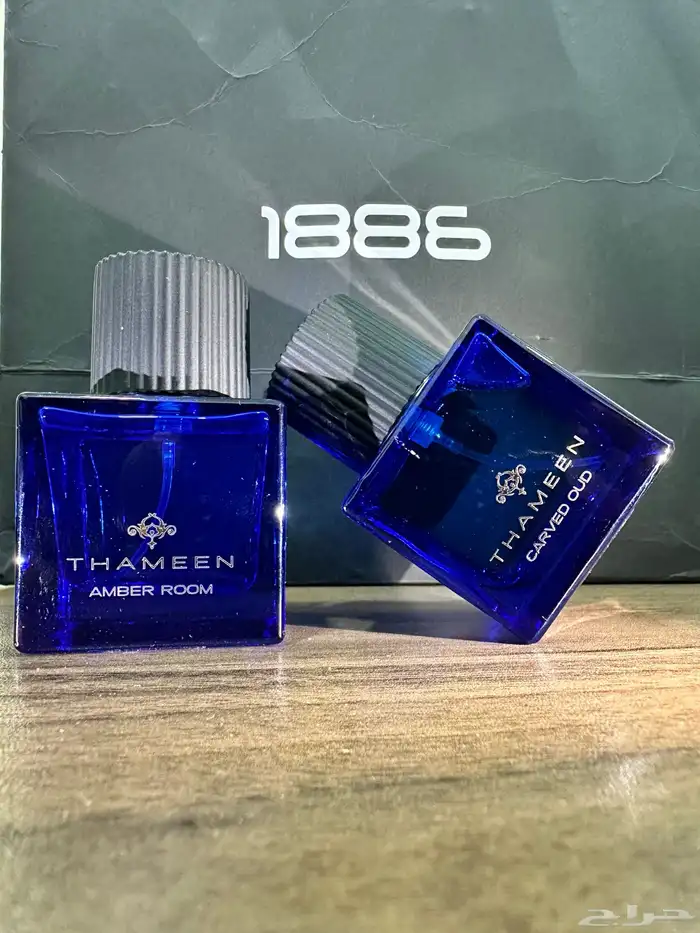 1886
THAMEEN
AMBER ROOM
THAMEEN
CARVED OUD
حراج